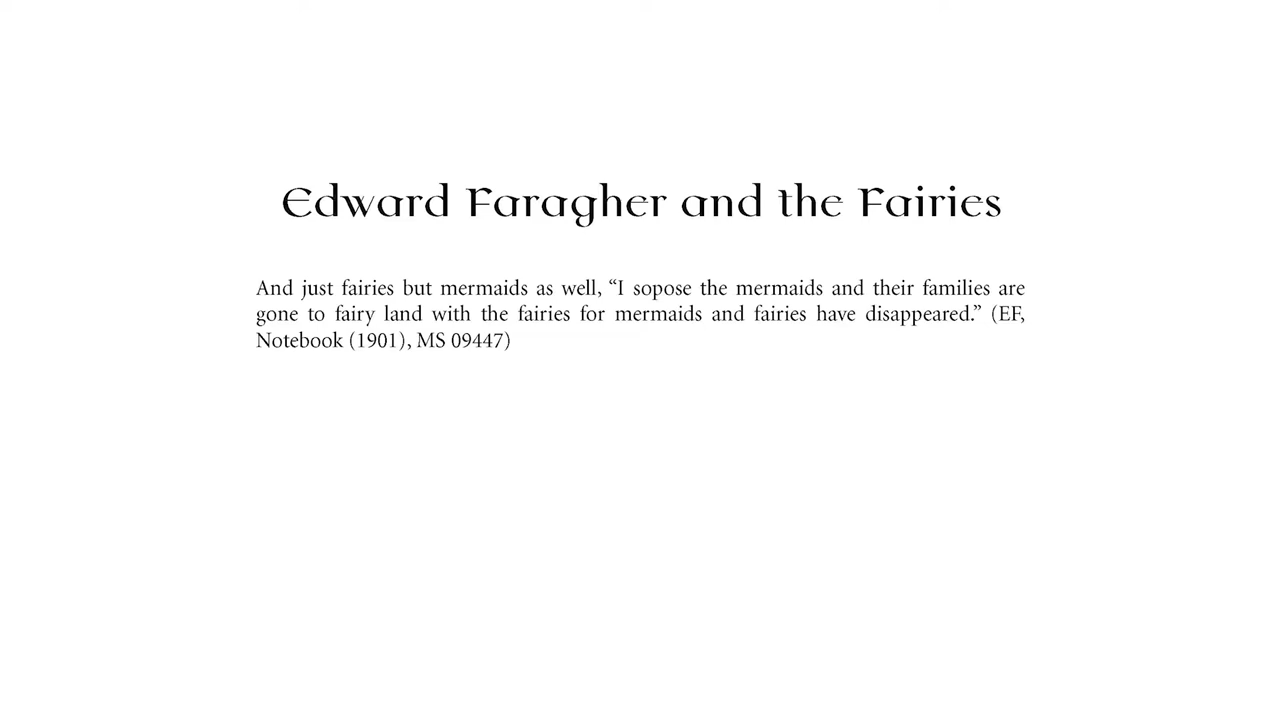 Edward Faragher and the Fairies
And just fairies but mermaids as well, “I sopose the mermaids and their families are
gone to fairy land with the fairies for mermaids and fairies have disappeared.” (EF,
Notebook (1901), MS 09447)